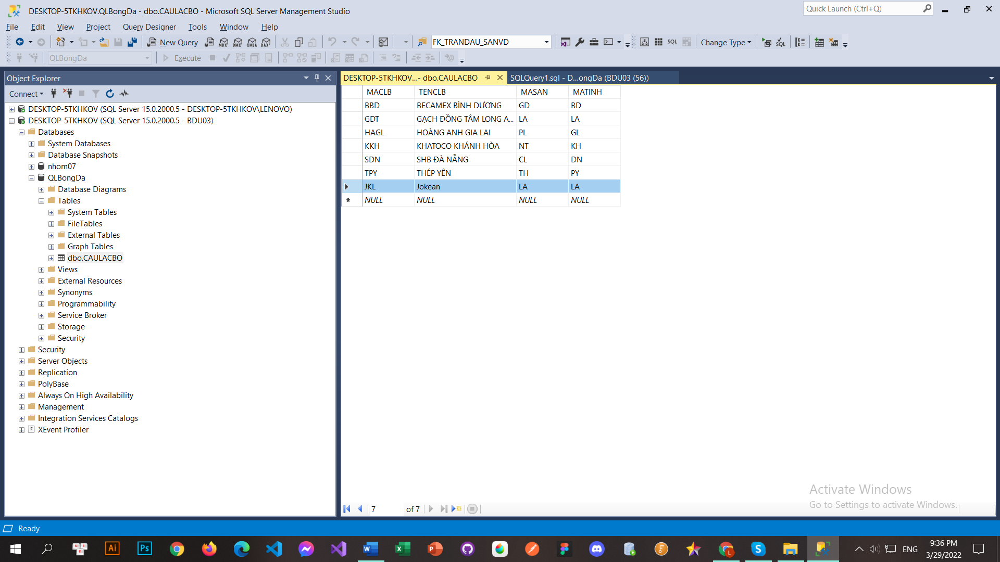 DESKTOP-5TKHKOV.QLBongDa - dbo.CAULACBO - Microsoft SQL Server Management Studio
Quick Launch (Ctrl+Q)
File Edit View Project Query Designer Tools Window Help
New Query MDX DMX XMLA DAX FK_TRANDAU_SANVD SQL Change Type SQL
QLBongDa Execute
Object Explorer
Connect
DESKTOP-5TKHKOV (SQL Server 15.0.2000.5 - DESKTOP-5TKHKOV\LENOVO)
DESKTOP-5TKHKOV (SQL Server 15.0.2000.5 - BDU03)
Databases
System Databases
Database Snapshots
nhom07
QLBongDa
Database Diagrams
Tables
System Tables
FileTables
External Tables
Graph Tables
dbo.CAULACBO
Views
External Resources
Synonyms
Programmability
Service Broker
Storage
Security
Security
Server Objects
Replication
PolyBase
Always On High Availability
Management
Integration Services Catalogs
XEvent Profiler
DESKTOP-5TKHKOV...- dbo.CAULACBO SQLQuery1.sql - D...ongDa (BDU03 (56))
MACLB TENCLB MASAN MATINH
BBD BECAMEX BÌNH DƯƠNG GD BD
GDT GẠCH ĐỒNG TÂM LONG A... LA LA
HAGL HOÀNG ANH GIA LAI PL GL
KKH KHATOCO KHÁNH HÒA NT KH
SDN SHB ĐÀ NẴNG CL DN
TPY THÉP YÊN TH PY
JKL Jokean LA LA
NULL NULL NULL NULL
7 of 7
Activate Windows
Go to Settings to activate Windows.
Ready
Ai Ps ENG
9:36 PM
3/29/2022